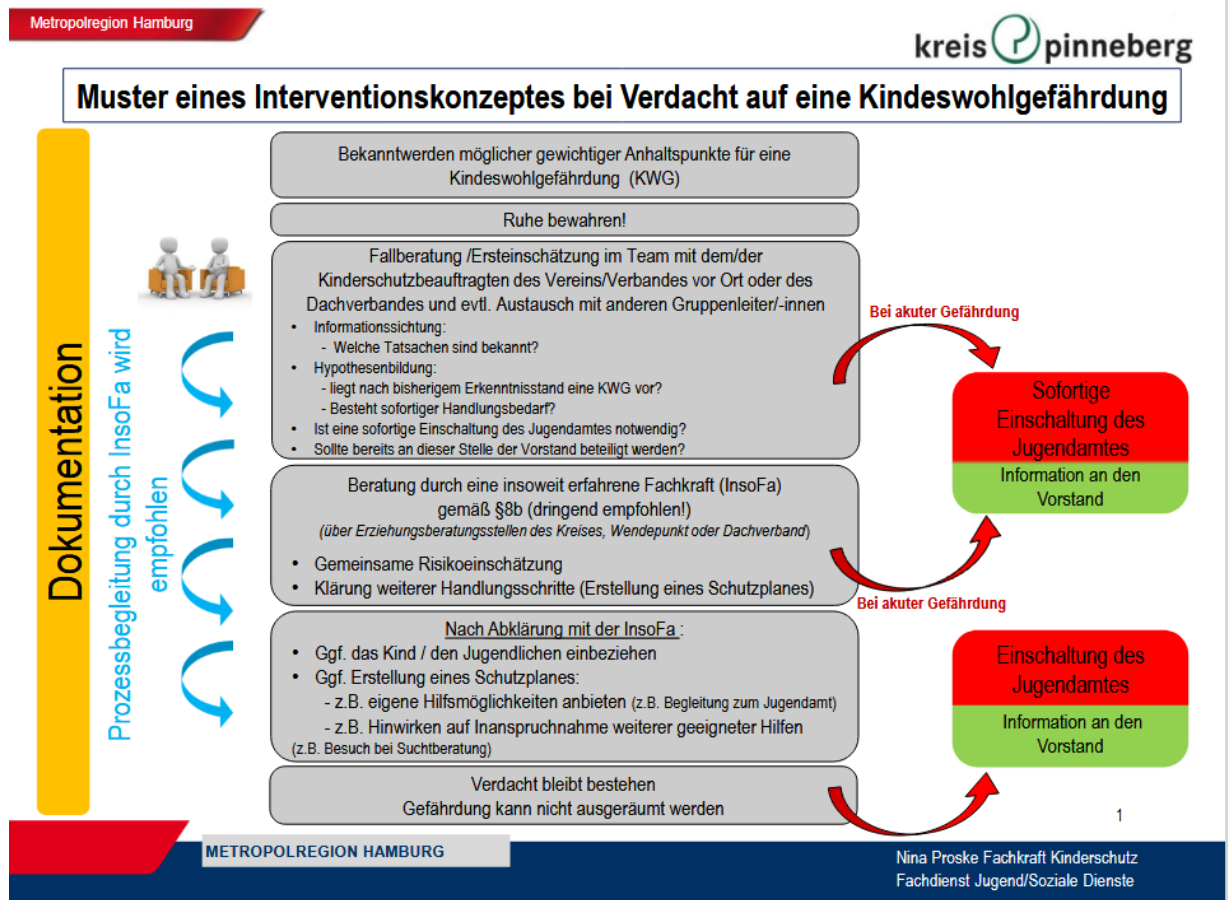 Metropolregion Hamburg
kreis pinneberg
Muster eines Interventionskonzeptes bei Verdacht auf eine Kindeswohlgefährdung
Dokumentation
Prozessbegleitung durch InsoFa wird
empfohlen
Bekanntwerden möglicher gewichtiger Anhaltspunkte für eine
Kindeswohlgefährdung (KWG)
Ruhe bewahren!
Fallberatung /Ersteinschätzung im Team mit dem/der
Kinderschutzbeauftragten des Vereins/Verbandes vor Ort oder des
Dachverbandes und evtl. Austausch mit anderen Gruppenleiter/-innen
• Informationssichtung:
- Welche Tatsachen sind bekannt?
• Hypothesenbildung:
- liegt nach bisherigem Erkenntnisstand eine KWG vor?
- Besteht sofortiger Handlungsbedarf?
• Ist eine sofortige Einschaltung des Jugendamtes notwendig?
• Sollte bereits an dieser Stelle der Vorstand beteiligt werden?
Bei akuter Gefährdung
Sofortige
Einschaltung des
Jugendamtes
Information an den
Vorstand
Beratung durch eine insoweit erfahrene Fachkraft (InsoFa)
gemäß §8b (dringend empfohlen!)
(über Erziehungsberatungsstellen des Kreises, Wendepunkt oder Dachverband)
• Gemeinsame Risikoeinschätzung
• Klärung weiterer Handlungsschritte (Erstellung eines Schutzplanes)
Bei akuter Gefährdung
Nach Abklärung mit der InsoFa :
• Ggf. das Kind / den Jugendlichen einbeziehen
• Ggf. Erstellung eines Schutzplanes:
- z.B. eigene Hilfsmöglichkeiten anbieten (z.B. Begleitung zum Jugendamt)
- z.B. Hinwirken auf Inanspruchnahme weiterer geeigneter Hilfen
(z.B. Besuch bei Suchtberatung)
Einschaltung des
Jugendamtes
Information an den
Vorstand
Verdacht bleibt bestehen
Gefährdung kann nicht ausgeräumt werden
1
METROPOLREGION HAMBURG
Nina Proske Fachkraft Kinderschutz
Fachdienst Jugend/Soziale Dienste